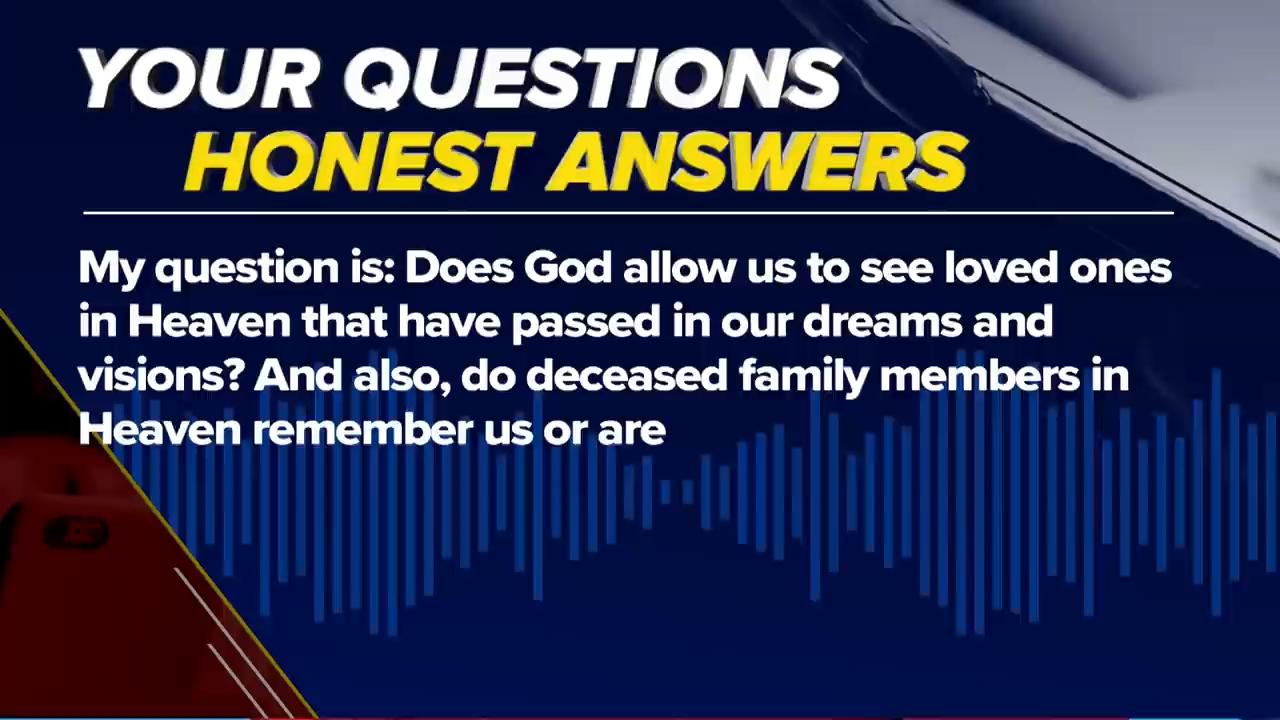 YOUR QUESTIONS
HONEST ANSWERS
My question is: Does God allow us to see loved ones
in Heaven that have passed in our dreams and
visions? And also, do deceased family members in
Heaven remember us or are